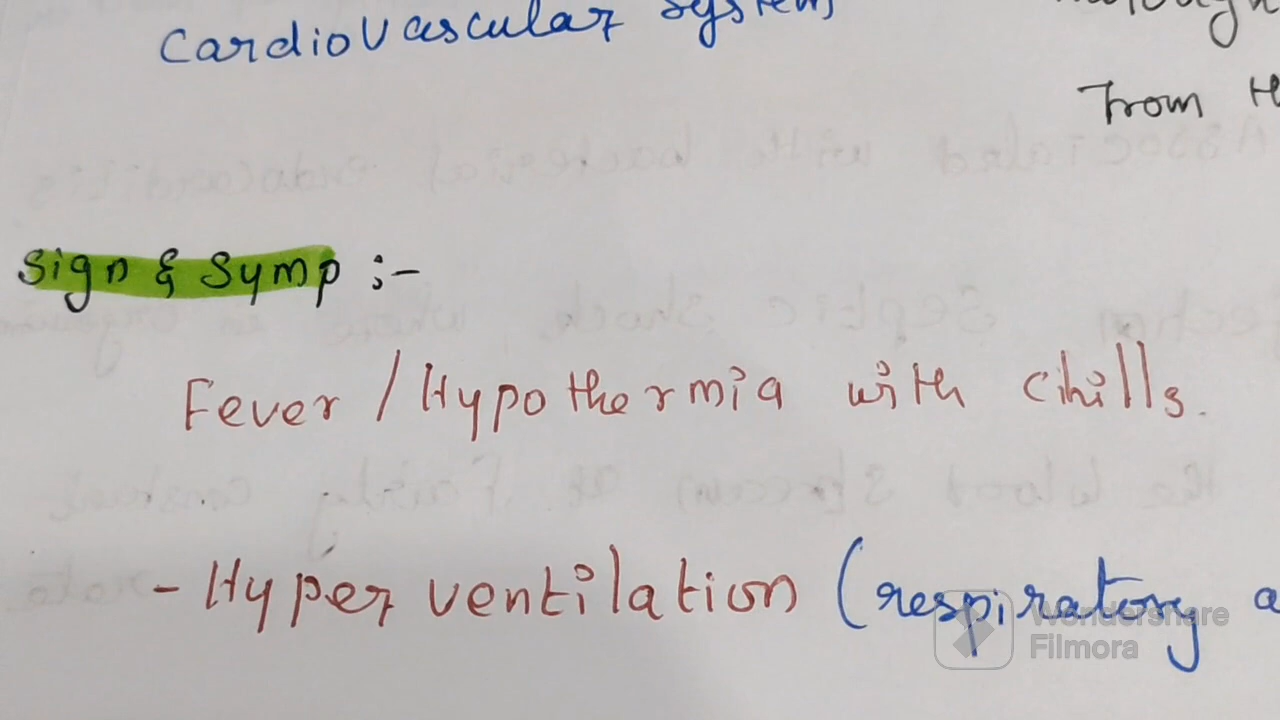 CardioVascular System
From
Sign & Symp :-
Fever / Hypothermia with chills.
- Hyper ventilation (respiratory a
Wondershare
Filmora